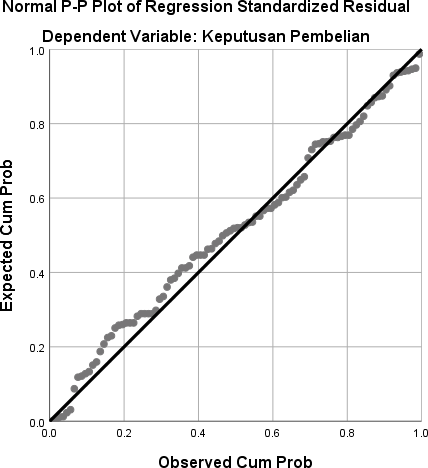 Normal P-P Plot of Regression Standardized Residual
Dependent Variable: Keputusan Pembelian
Expected Cum Prob
1.0
0.8
0.6
0.4
0.2
0.0
0.0 0.2 0.4 0.6 0.8 1.0
Observed Cum Prob